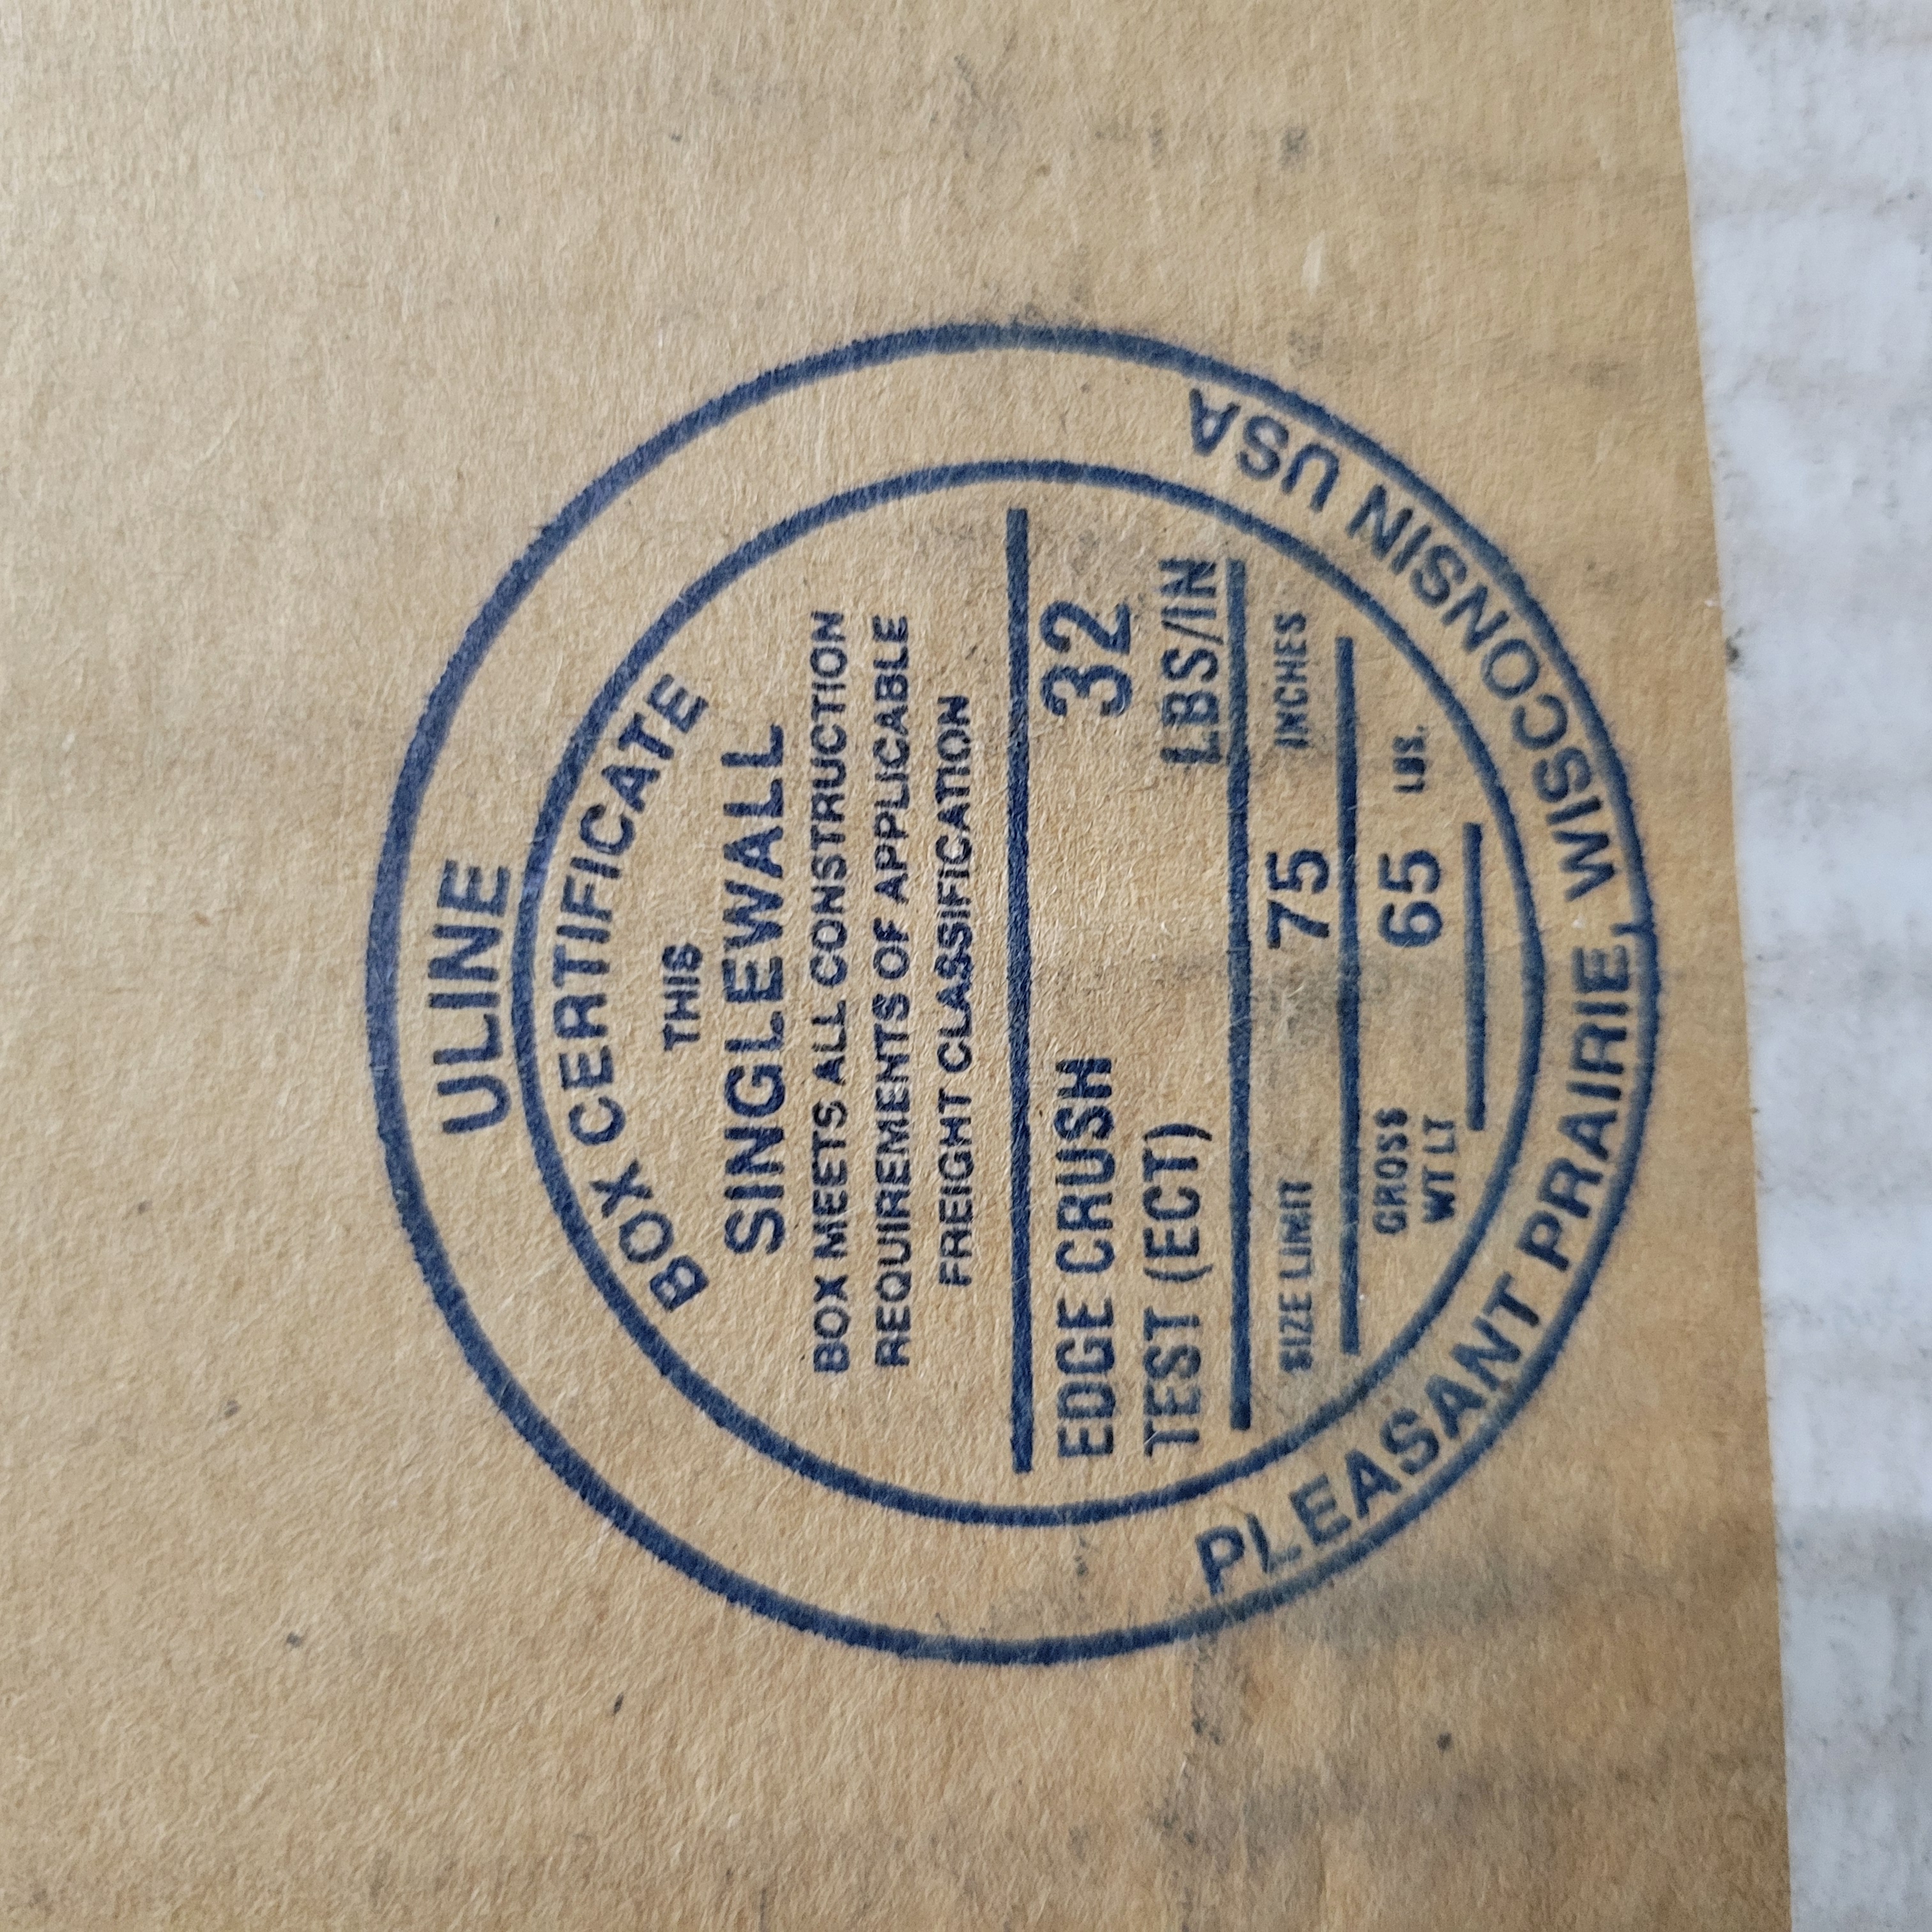 ULINE
BOX CERTIFICATE
THIS
SINGLEWALL
BOX MEETS ALL CONSTRUCTION
REQUIREMENTS OF APPLICABLE
FREIGHT CLASSIFICATION
EDGE CRUSH 32
TEST (ECT) LBS/IN
SIZE LIMIT 75 INCHES
GROSS 65 LBS.
WT LT
PLEASANT PRAIRIE, WISCONSIN USA